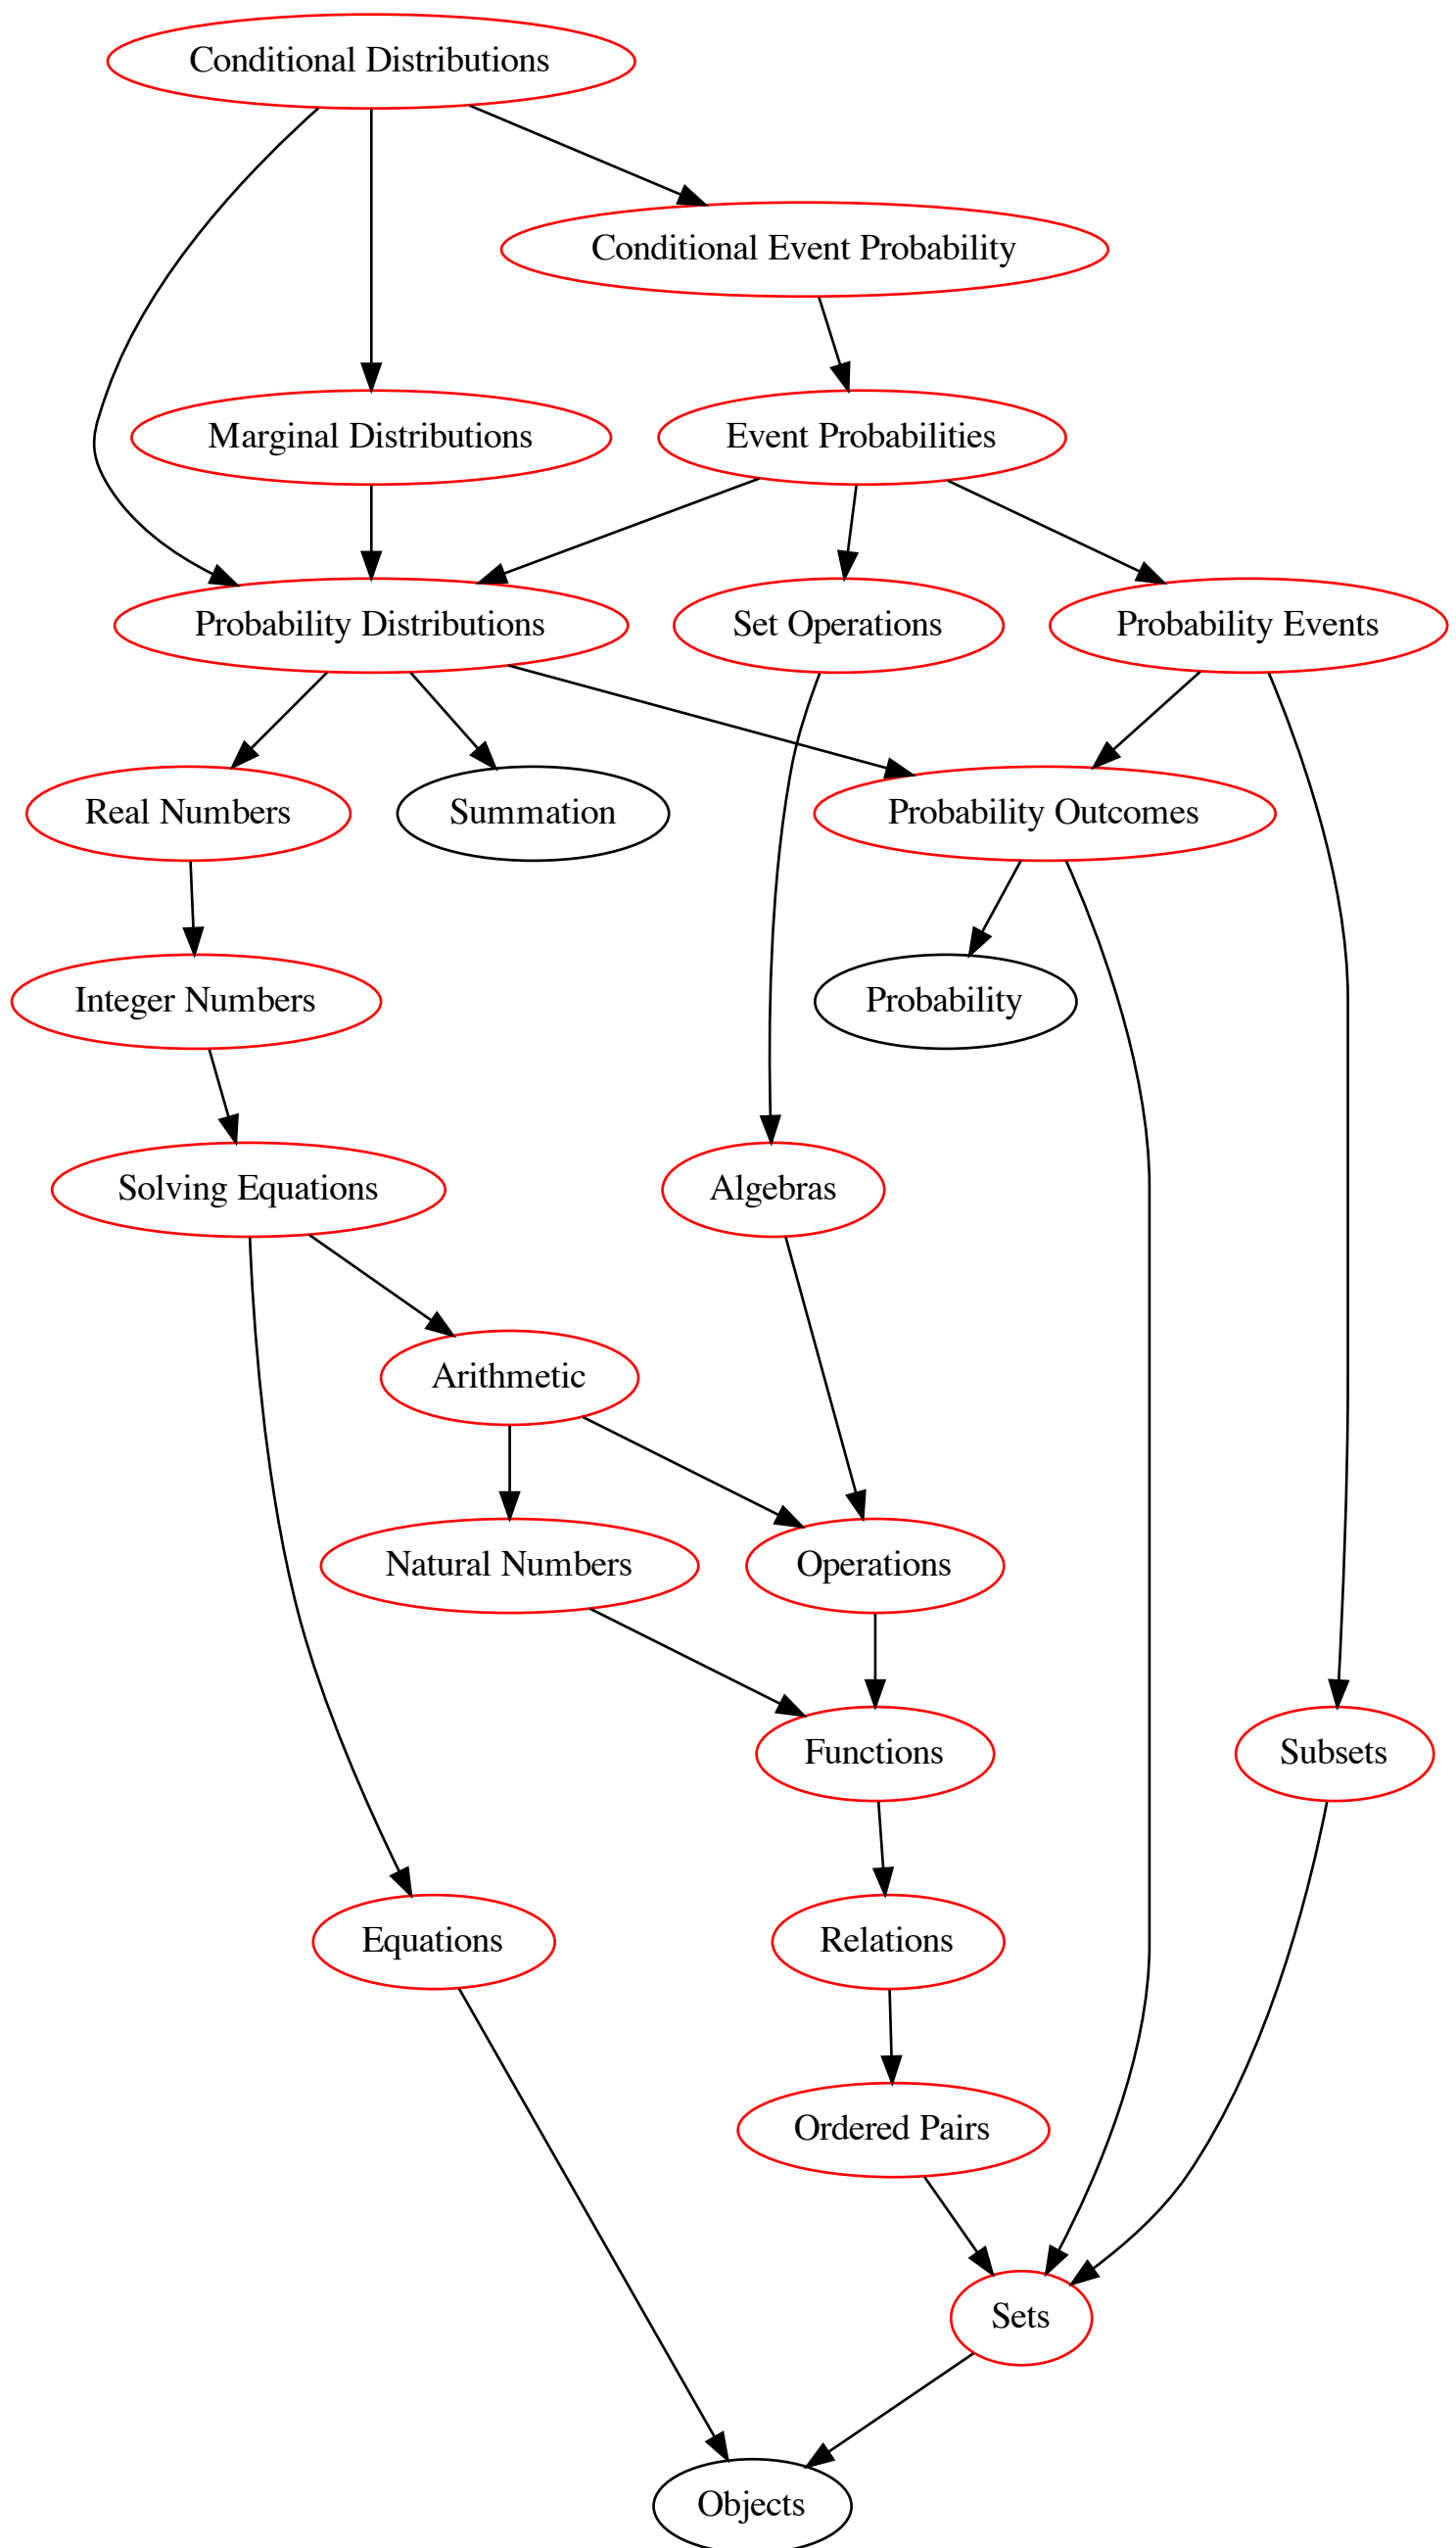 Conditional Distributions
Conditional Event Probability
Marginal Distributions
Event Probabilities
Probability Distributions
Set Operations
Probability Events
Real Numbers
Summation
Probability Outcomes
Integer Numbers
Probability
Solving Equations
Algebras
Arithmetic
Natural Numbers
Operations
Functions
Subsets
Equations
Relations
Ordered Pairs
Sets
Objects